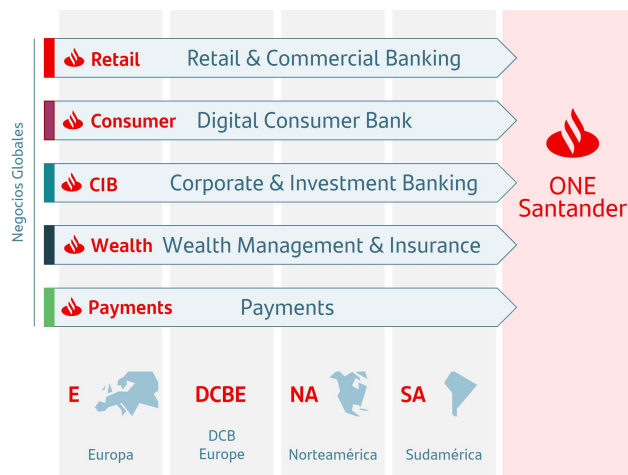 Negocios Globales
Retail Retail & Commercial Banking
Consumer Digital Consumer Bank
CIB Corporate & Investment Banking
Wealth Wealth Management & Insurance
Payments Payments
ONE
Santander
E DCBE NA SA
Europa DCB Europe Norteamérica Sudamérica